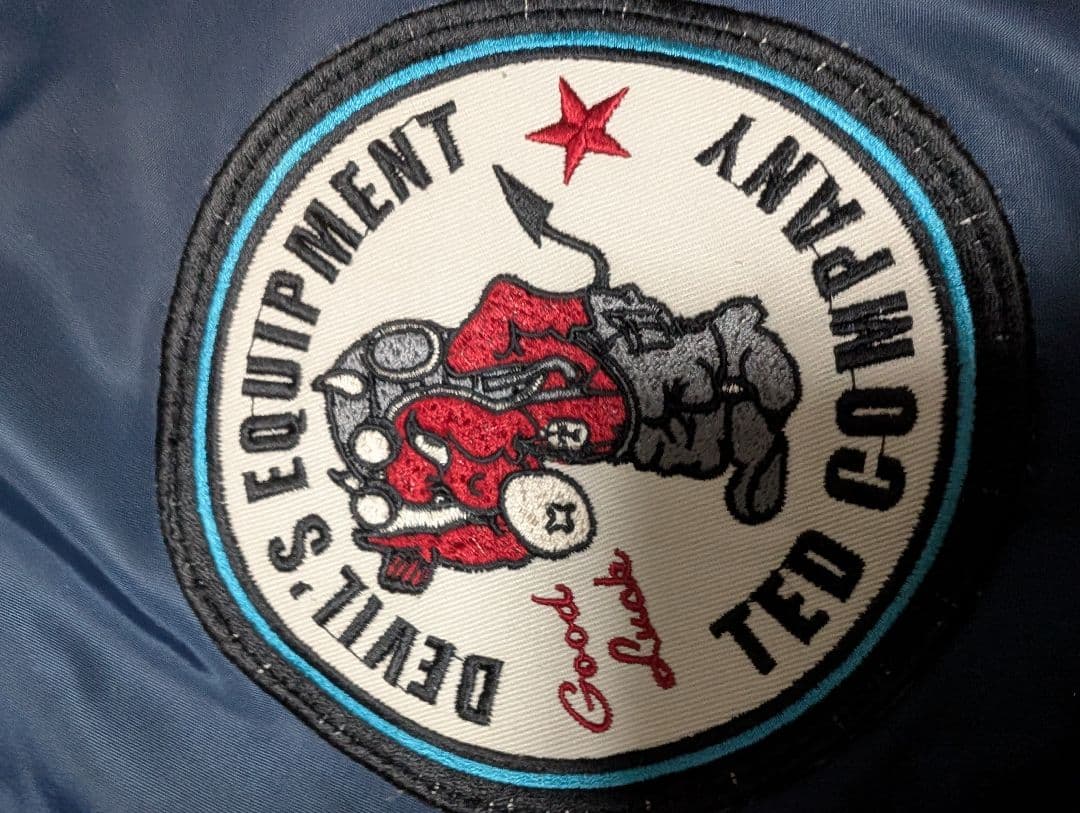 DEVIL'S EQUIPMENT
Good
Luck
TED COMPANY